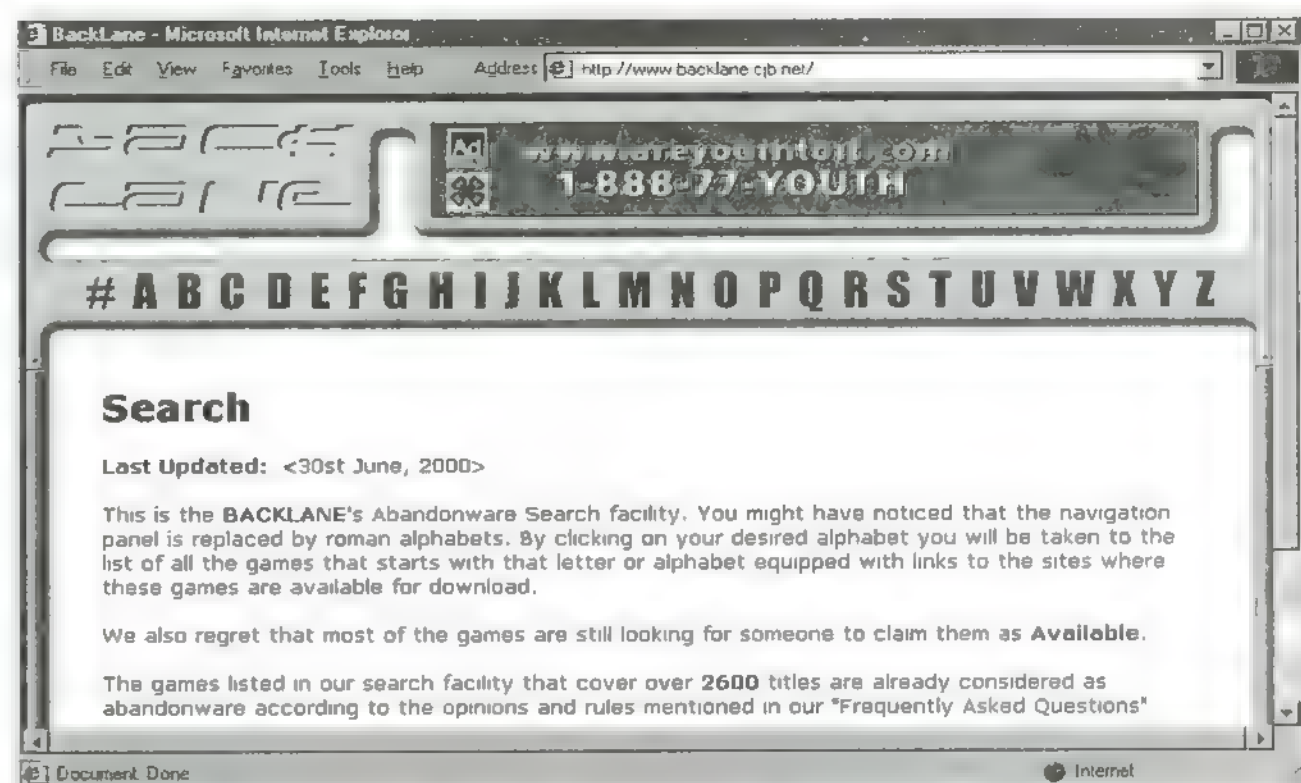 BackLane - Microsoft Internet Explorer
File Edit View Favorites Tools Help Address http://www.backlane.cjb.net/
BACK
LANE
Ad
1-888-77-YOUTH
# A B C D E F G H I J K L M N O P Q R S T U V W X Y Z
Search
Last Updated: <30st June, 2000>
This is the BACKLANE's Abandonware Search facility. You might have noticed that the navigation
panel is replaced by roman alphabets. By clicking on your desired alphabet you will be taken to the
list of all the games that starts with that letter or alphabet equipped with links to the sites where
these games are available for download.
We also regret that most of the games are still looking for someone to claim them as Available.
The games listed in our search facility that cover over 2600 titles are already considered as
abandonware according to the opinions and rules mentioned in our "Frequently Asked Questions"
Document Done
Internet